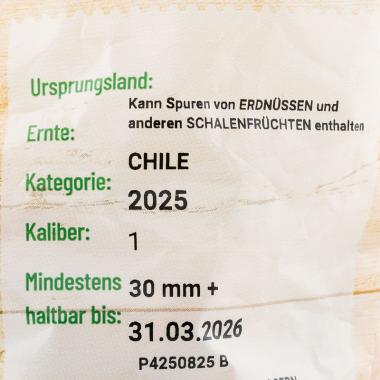 Ursprungsland:
Kann Spuren von ERDNÜSSEN und
anderen SCHALENFRÜCHTEN enthalten
Ernte:
CHILE
Kategorie:
2025
Kaliber:
1
Mindestens
haltbar bis:
30 mm +
31.03.2026
P4250825 B